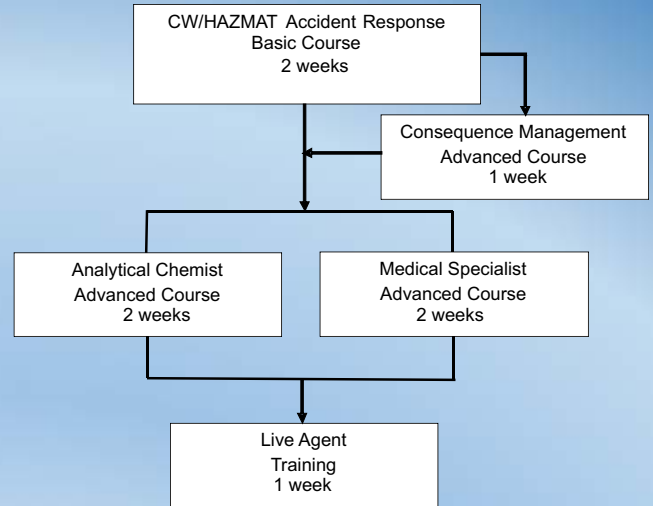 CW/HAZMAT Accident Response
Basic Course
2 weeks
Consequence Management
Advanced Course
1 week
Analytical Chemist
Advanced Course
2 weeks
Medical Specialist
Advanced Course
2 weeks
Live Agent
Training
1 week